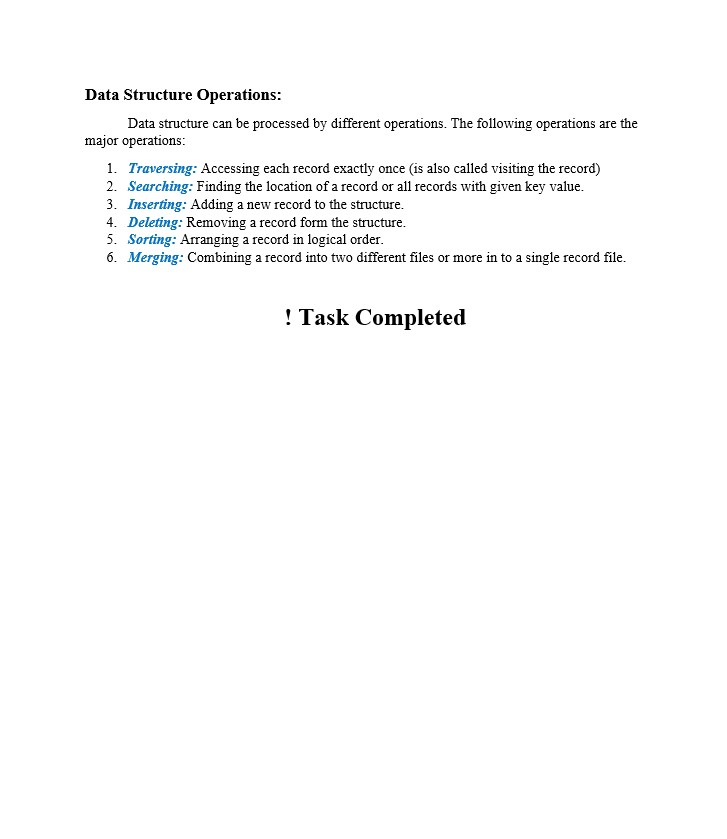 Data Structure Operations:
Data structure can be processed by different operations. The following operations are the
major operations:
1. Traversing: Accessing each record exactly once (is also called visiting the record)
2. Searching: Finding the location of a record or all records with given key value.
3. Inserting: Adding a new record to the structure.
4. Deleting: Removing a record form the structure.
5. Sorting: Arranging a record in logical order.
6. Merging: Combining a record into two different files or more in to a single record file.
! Task Completed